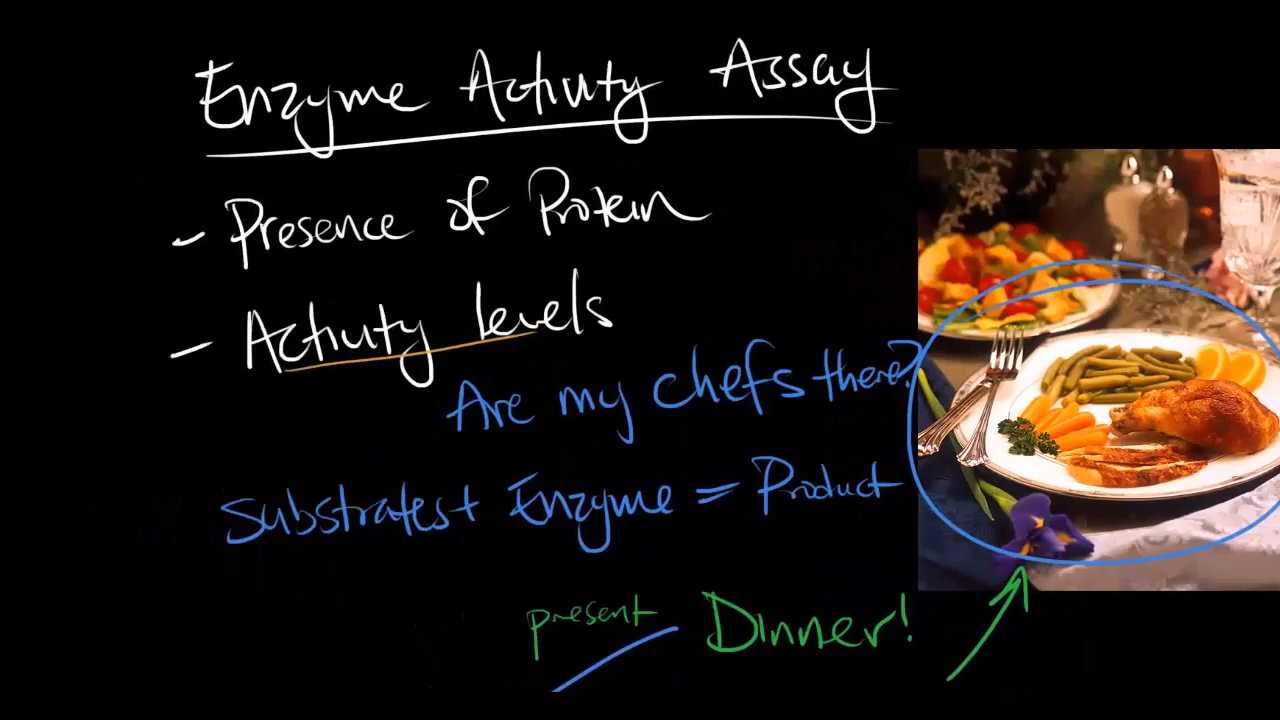 Enzyme Activity Assay
- Presence of Protein
- Activity levels
Are my chefs there?
Substrates + Enzyme = Product
present Dinner!